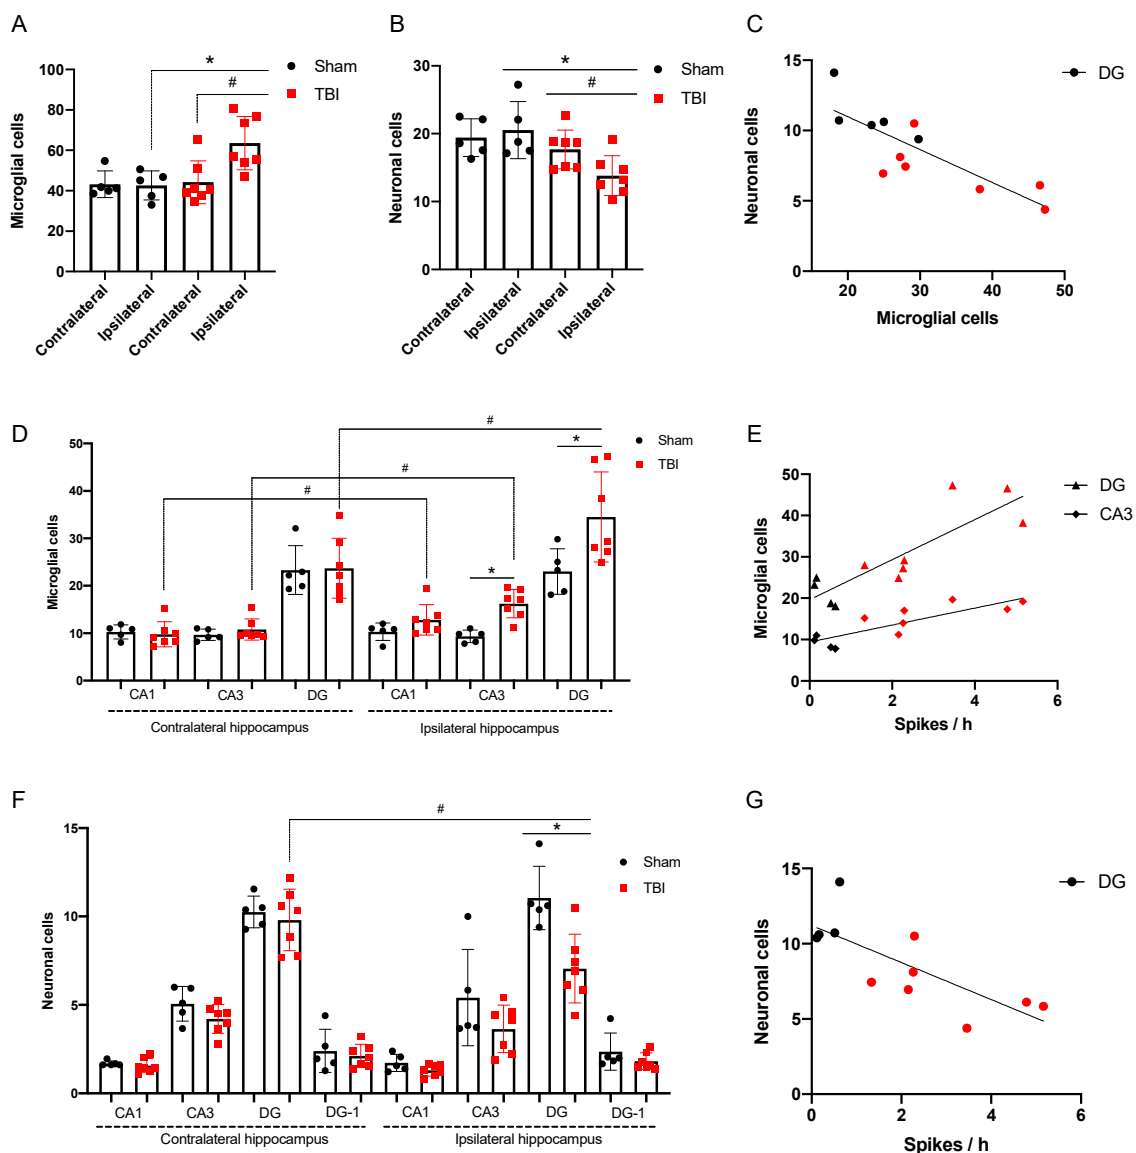 A
*
#
Sham
TBI
Microglial cells
100
80
60
40
20
0
Contralateral
Ipsilateral
Contralateral
Ipsilateral
B
*
#
Sham
TBI
Neuronal cells
30
20
10
0
Contralateral
Ipsilateral
Contralateral
Ipsilateral
C
DG
Neuronal cells
15
10
5
0
20
30
40
50
Microglial cells
D
#
#
#
*
*
Sham
TBI
Microglial cells
50
40
30
20
10
0
CA1
CA3
DG
CA1
CA3
DG
Contralateral hippocampus
Ipsilateral hippocampus
E
DG
CA3
Microglial cells
50
40
30
20
10
0
0
2
4
6
Spikes / h
F
#
*
Sham
TBI
Neuronal cells
15
10
5
0
CA1
CA3
DG
DG-1
CA1
CA3
DG
DG-1
Contralateral hippocampus
Ipsilateral hippocampus
G
DG
Neuronal cells
15
10
5
0
0
2
4
6
Spikes / h